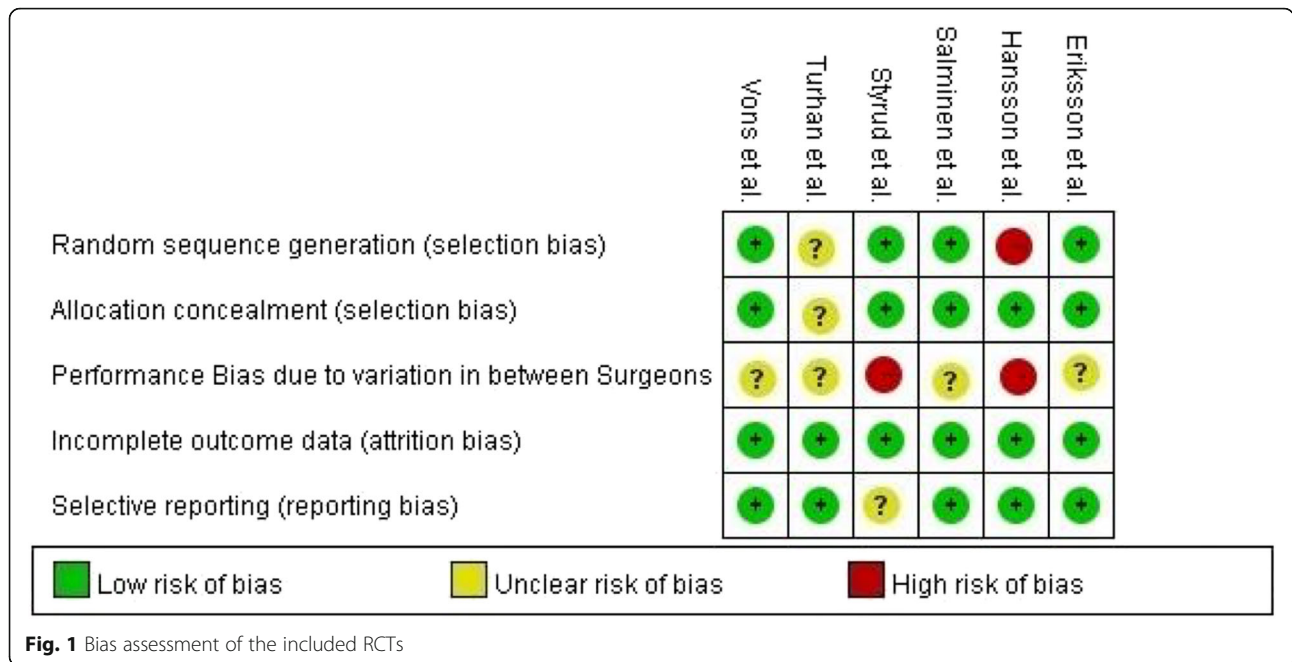 Vons et al.
Turhan et al.
Styrud et al.
Salminen et al.
Hansson et al.
Eriksson et al.
Random sequence generation (selection bias) + ? + + - +
Allocation concealment (selection bias) + ? + + + +
Performance Bias due to variation in between Surgeons ? ? - ? - ?
Incomplete outcome data (attrition bias) + + + + + +
Selective reporting (reporting bias) + + ? + + +
Low risk of bias
Unclear risk of bias
High risk of bias
Fig. 1 Bias assessment of the included RCTs